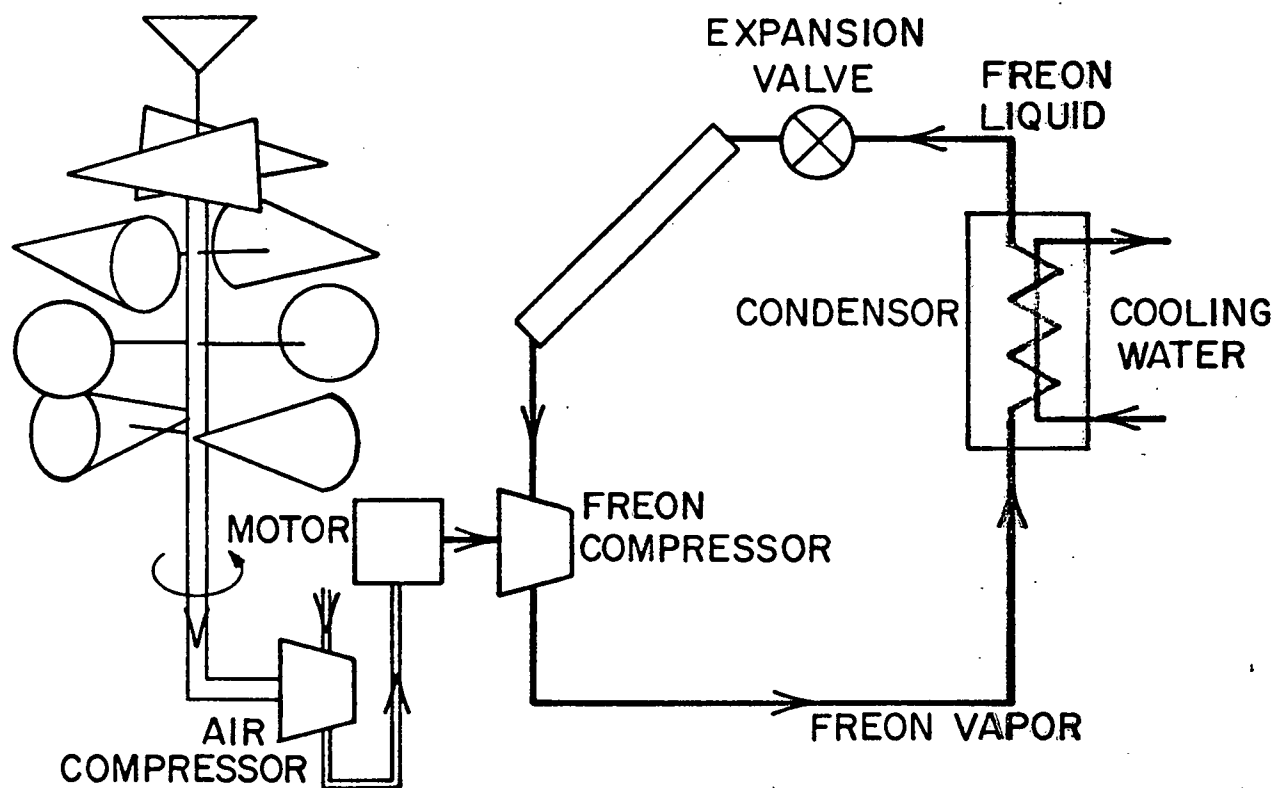 EXPANSION
VALVE
FREON
LIQUID
CONDENSOR
COOLING
WATER
MOTOR
FREON
COMPRESSOR
AIR
COMPRESSOR
FREON VAPOR